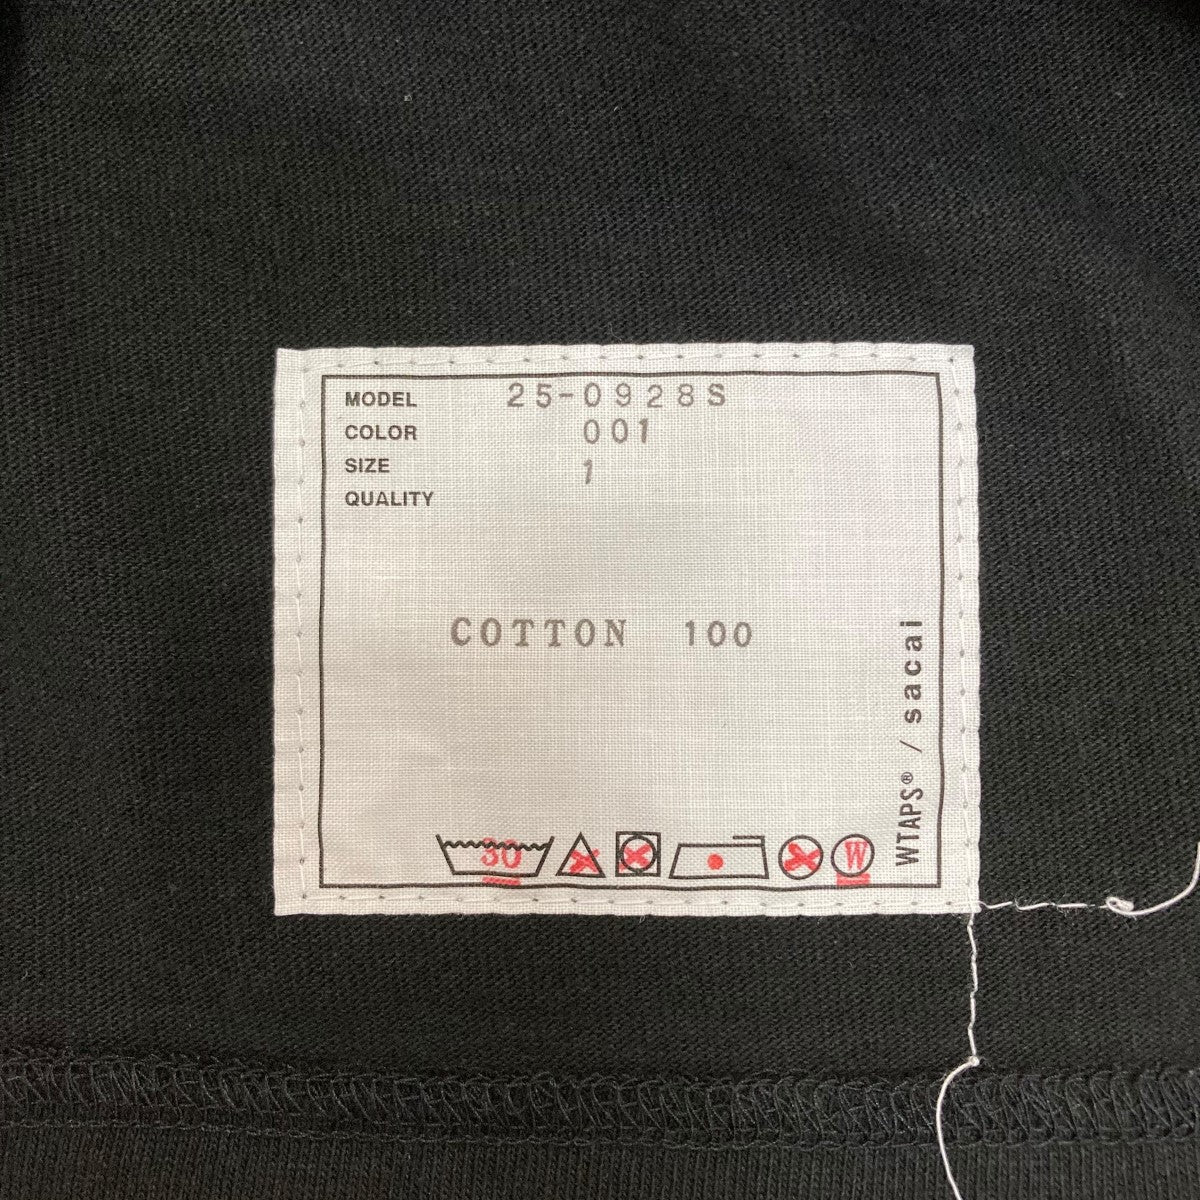 MODEL 25-0928S
COLOR 001
SIZE 1
QUALITY
COTTON 100
30
W
WTAPS® / sacai